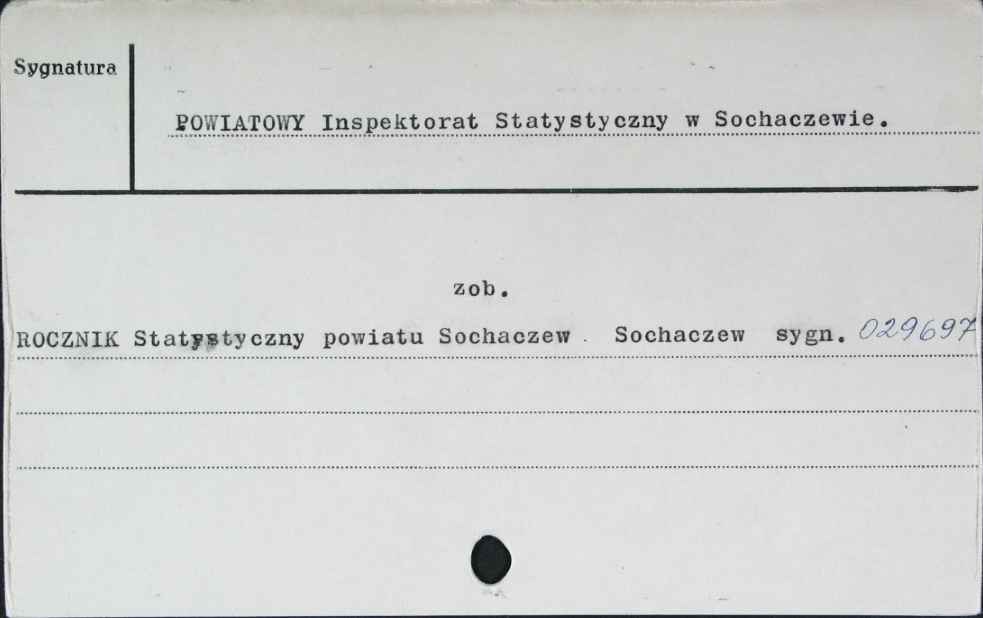 Sygnatura
POWIATOWY Inspektorat Statystyczny w Sochaczewie.
zob.
ROCZNIK Statystyczny powiatu Sochaczew. Sochaczew sygn. 029697